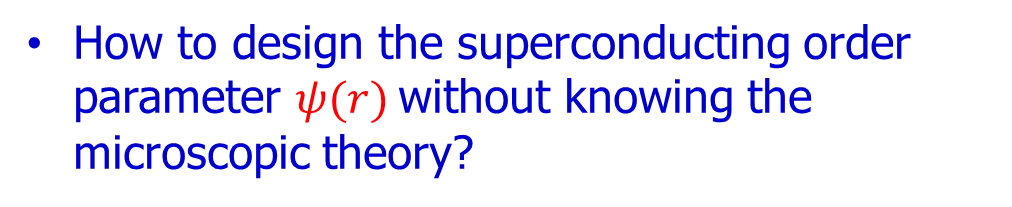 • How to design the superconducting order
parameter 𝜓(𝑟) without knowing the
microscopic theory?